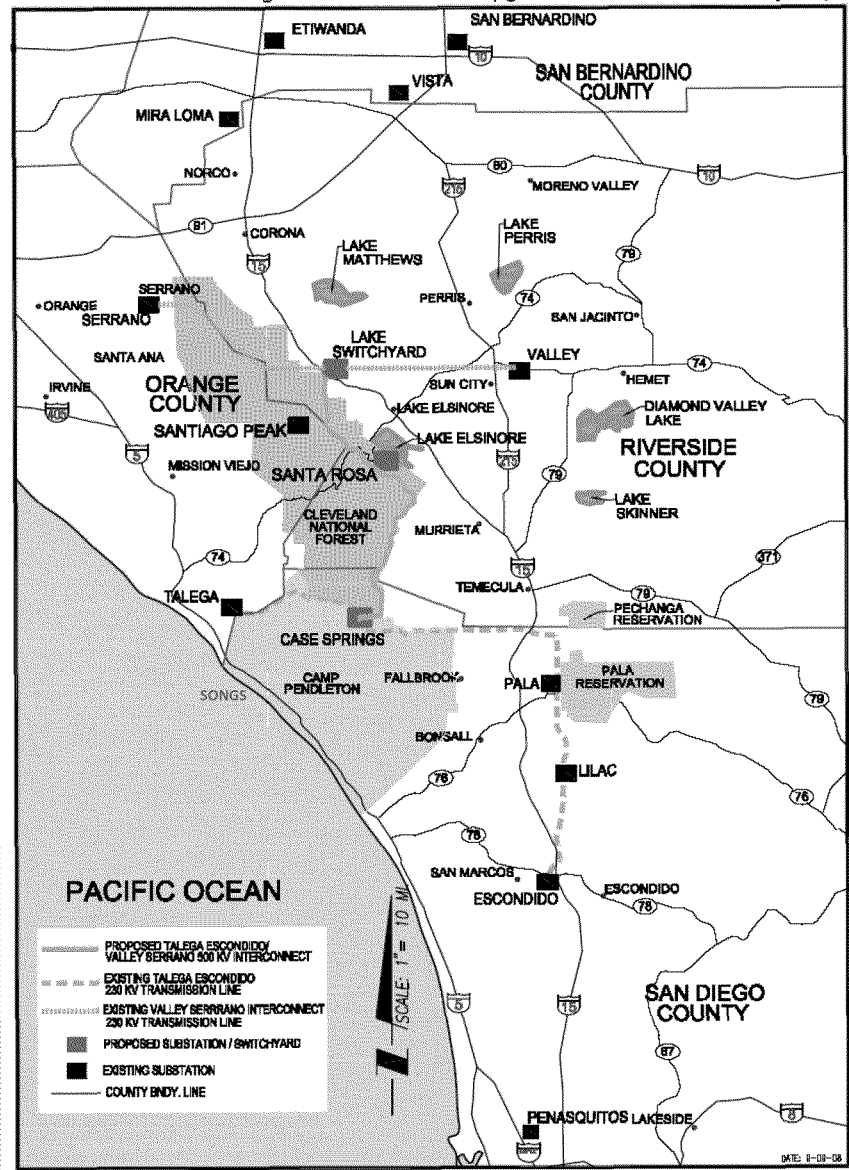 ETIWANDA
SAN BERNARDINO
10
SAN BERNARDINO
COUNTY
VISTA
MIRA LOMA
NORCO
60
10
215
MORENO VALLEY
91
CORONA
LAKE
MATTHEWS
LAKE
PERRIS
79
15
SERRANO
SERRANO
ORANGE
PERRIS
74
SAN JACINTO
SANTA ANA
LAKE
SWITCHYARD
VALLEY
74
HEMET
IRVINE
ORANGE
COUNTY
SUN CITY
405
LAKE ELSINORE
DIAMOND VALLEY
LAKE
SANTIAGO PEAK
LAKE ELSINORE
RIVERSIDE
COUNTY
5
MISSION VIEJO
SANTA ROSA
215
79
LAKE
SKINNER
CLEVELAND
NATIONAL
FOREST
MURRIETA
74
371
15
TEMECULA
79
TALEGA
PECHANGA
RESERVATION
CASE SPRINGS
CAMP
PENDLETON
FALLBROOK
PALA
PALA
RESERVATION
SONGS
79
BONSALL
76
LILAC
76
78
SAN MARCOS
ESCONDIDO
ESCONDIDO
78
PACIFIC OCEAN
SCALE: 1" = 10 MI.
PROPOSED TALEGA ESCONDIDO/
VALLEY SERRANO 500 KV INTERCONNECT
EXISTING TALEGA ESCONDIDO
230 KV TRANSMISSION LINE
EXISTING VALLEY SERRRANO INTERCONNECT
230 KV TRANSMISSION LINE
PROPOSED SUBSTATION / SWITCHYARD
EXISTING SUBSTATION
COUNTY BNDY. LINE
5
15
SAN DIEGO
COUNTY
67
PENASQUITOS
LAKESIDE
8